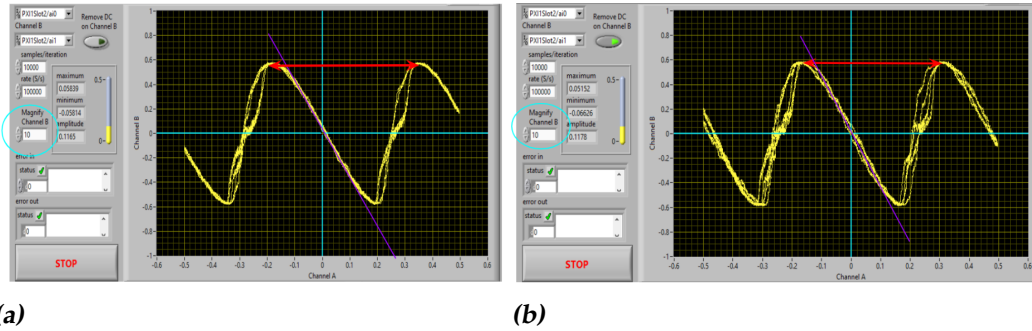 PXI1Slot2/ai0
Channel B
Remove DC
on Channel B
PXI1Slot2/ai1
samples/iteration
10000
rate (S/s)
100000
maximum
0.05839
minimum
-0.05814
amplitude
0.1165
0.5-
0-
Magnify
Channel B
10
error in
status
0
error out
status
0
STOP
Channel B
1
0.8
0.6
0.4
0.2
0
-0.2
-0.4
-0.6
-0.8
-1
-0.6 -0.5 -0.4 -0.3 -0.2 -0.1 0 0.1 0.2 0.3 0.4 0.5 0.6
Channel A
(a)
PXI1Slot2/ai0
Channel B
Remove DC
on Channel B
PXI1Slot2/ai1
samples/iteration
10000
rate (S/s)
100000
maximum
0.05152
minimum
-0.06626
amplitude
0.1178
0.5-
0-
Magnify
Channel B
10
error in
status
0
error out
status
0
STOP
Channel B
1
0.8
0.6
0.4
0.2
0
-0.2
-0.4
-0.6
-0.8
-1
-0.6 -0.5 -0.4 -0.3 -0.2 -0.1 0 0.1 0.2 0.3 0.4 0.5 0.6
Channel A
(b)